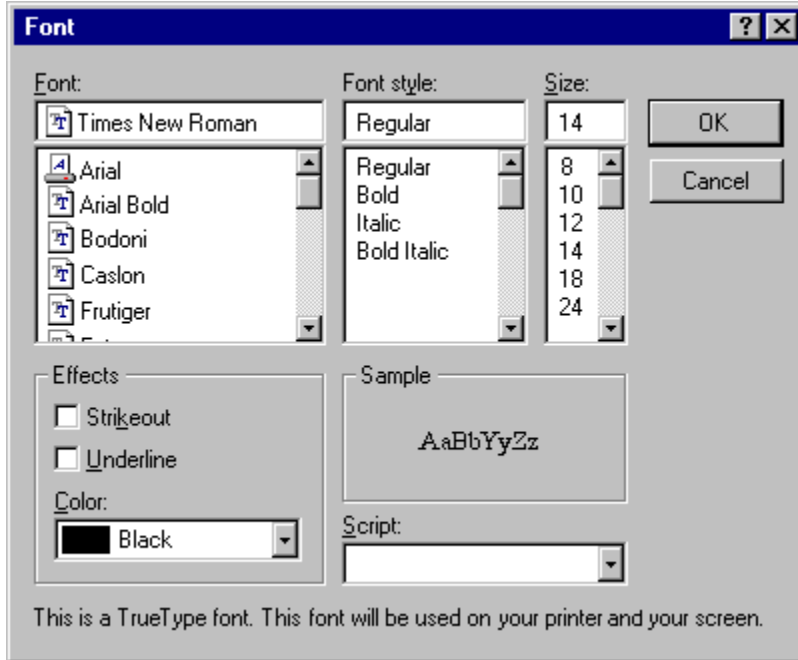 Font
Font:
Times New Roman
Arial
Arial Bold
Bodoni
Caslon
Frutiger
Font style:
Regular
Regular
Bold
Italic
Bold Italic
Size:
14
8
10
12
14
18
24
OK
Cancel
Effects
Strikeout
Underline
Color:
Black
Sample
AaBbYyZz
Script:
This is a TrueType font. This font will be used on your printer and your screen.